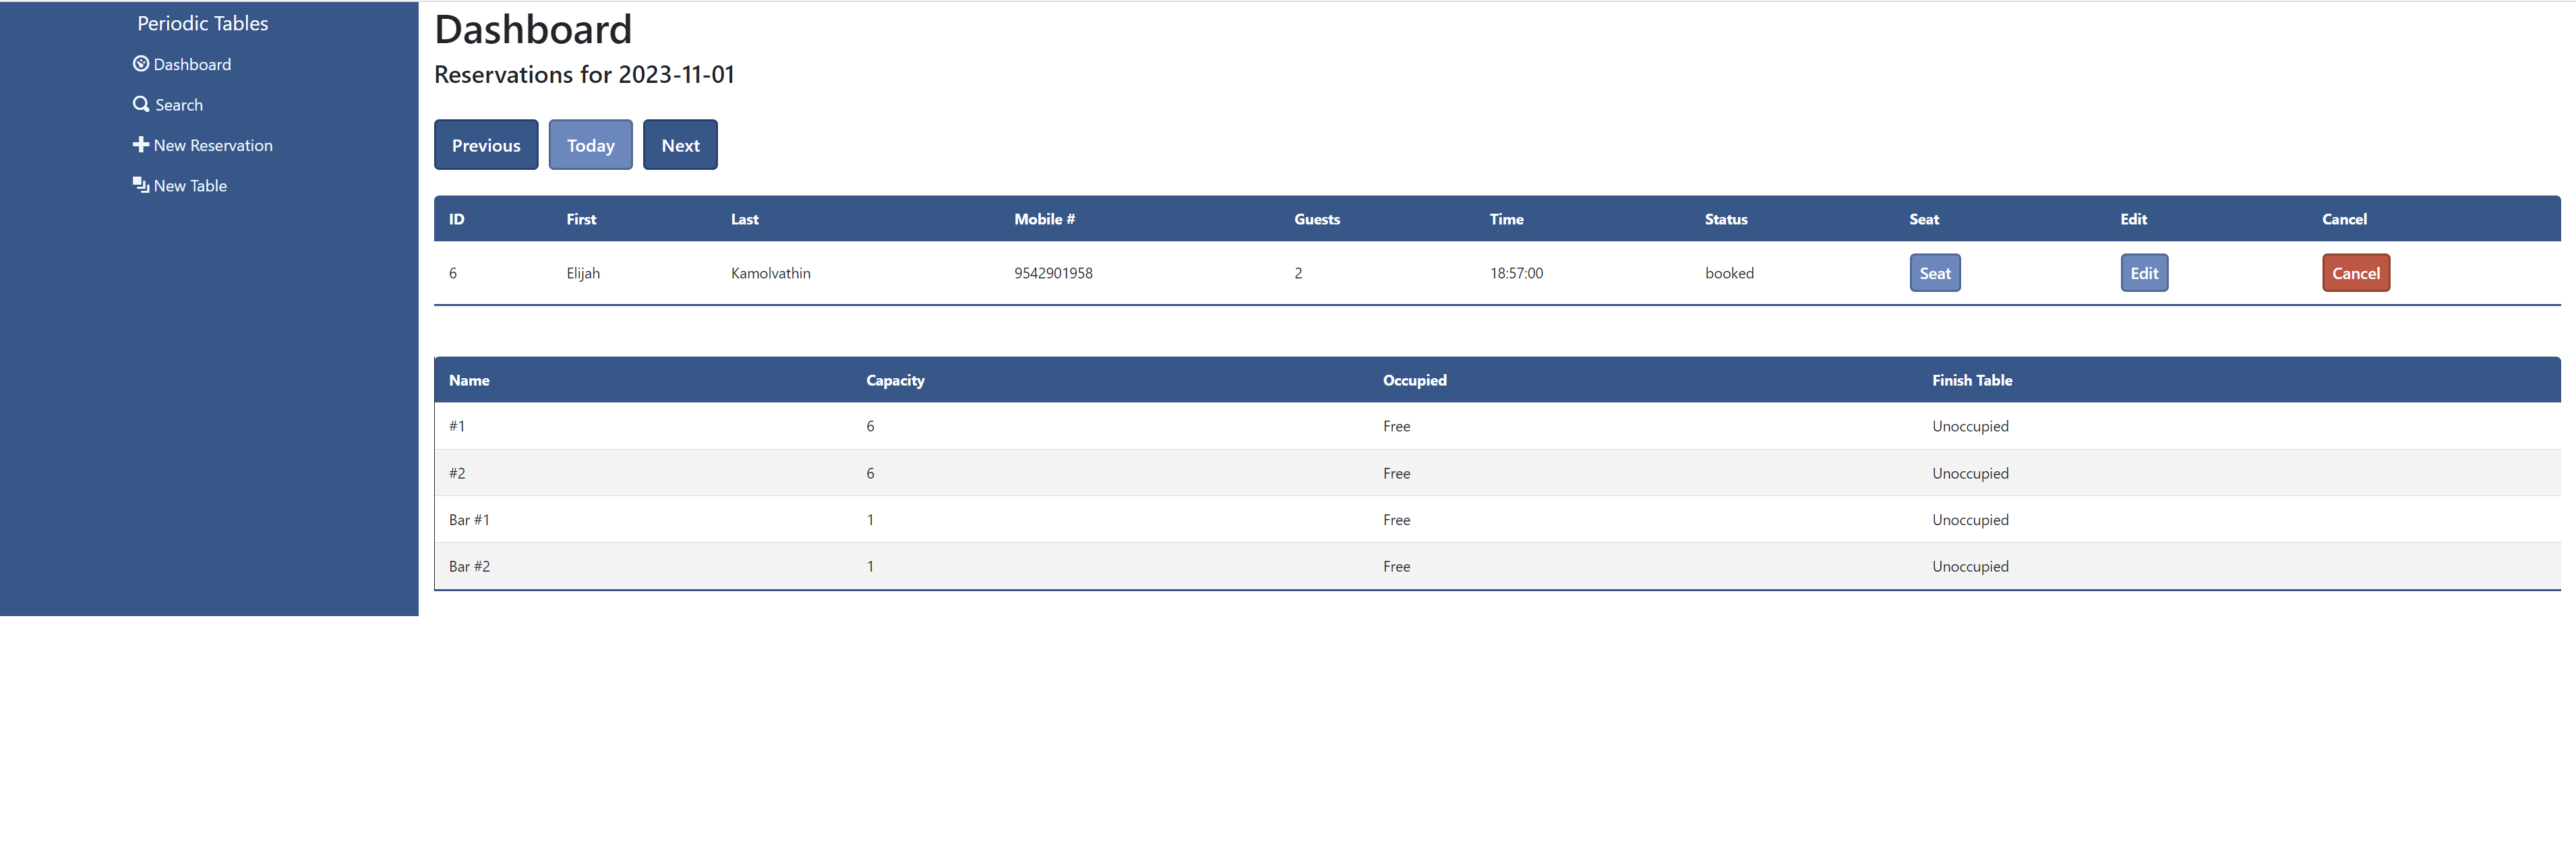 Periodic Tables
Dashboard
Search
New Reservation
New Table
Dashboard
Reservations for 2023-11-01
Previous Today Next
ID First Last Mobile # Guests Time Status Seat Edit Cancel
6 Elijah Kamolvathin 9542901958 2 18:57:00 booked Seat Edit Cancel
Name Capacity Occupied Finish Table
#1 6 Free Unoccupied
#2 6 Free Unoccupied
Bar #1 1 Free Unoccupied
Bar #2 1 Free Unoccupied